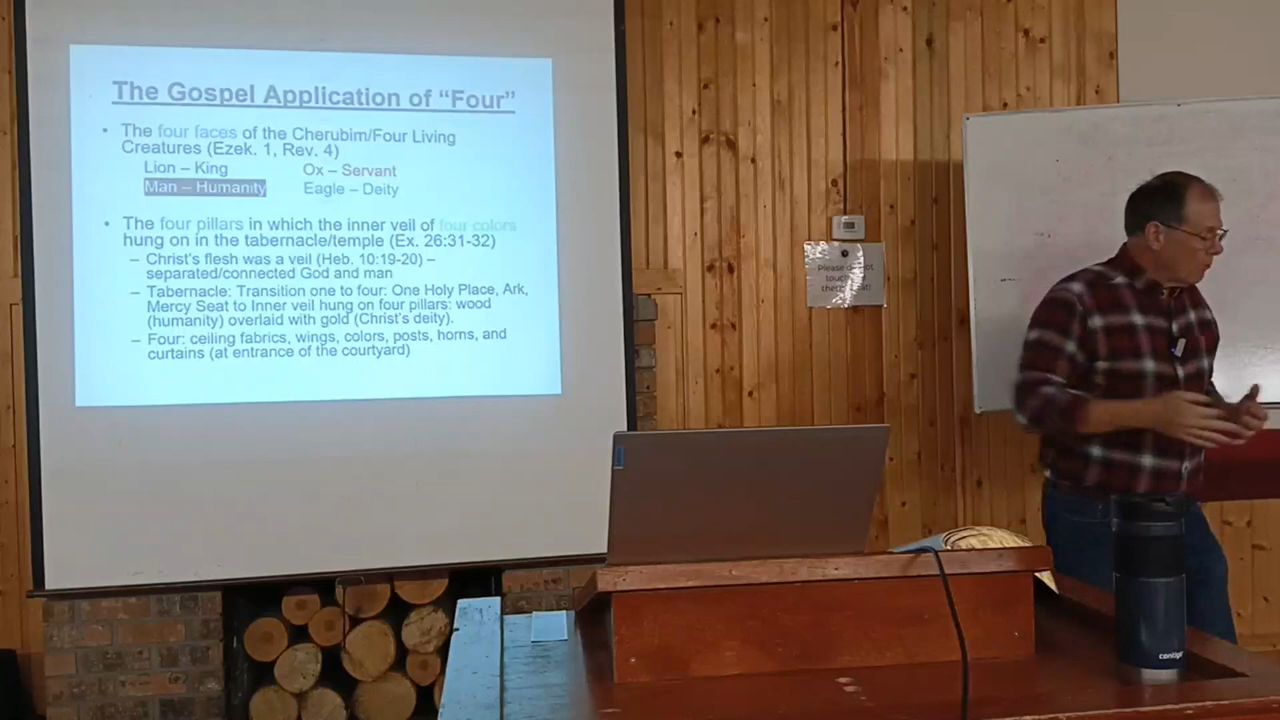 The Gospel Application of “Four”
• The four faces of the Cherubim/Four Living
Creatures (Ezek. 1, Rev. 4)
Lion – King Ox – Servant
Man – Humanity Eagle – Deity
• The four pillars in which the inner veil of four colors
hung on in the tabernacle/temple (Ex. 26:31-32)
– Christ's flesh was a veil (Heb. 10:19-20) –
separated/connected God and man
– Tabernacle: Transition one to four: One Holy Place, Ark,
Mercy Seat to Inner veil hung on four pillars: wood
(humanity) overlaid with gold (Christ's deity).
– Four: ceiling fabrics, wings, colors, posts, horns, and
curtains (at entrance of the courtyard)
Please do not
touch
contigo